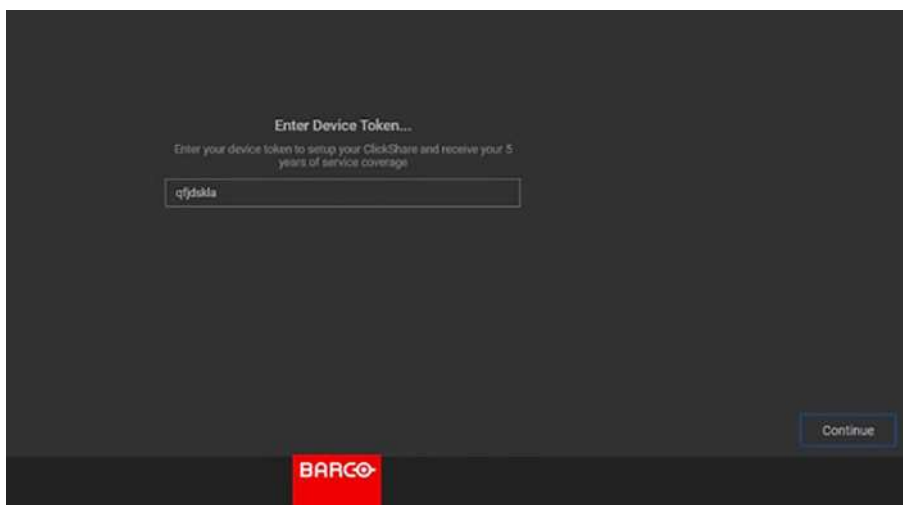 Enter Device Token...
Enter your device token to setup your ClickShare and receive your 5
years of service coverage
qfjdskla
Continue
BARCO